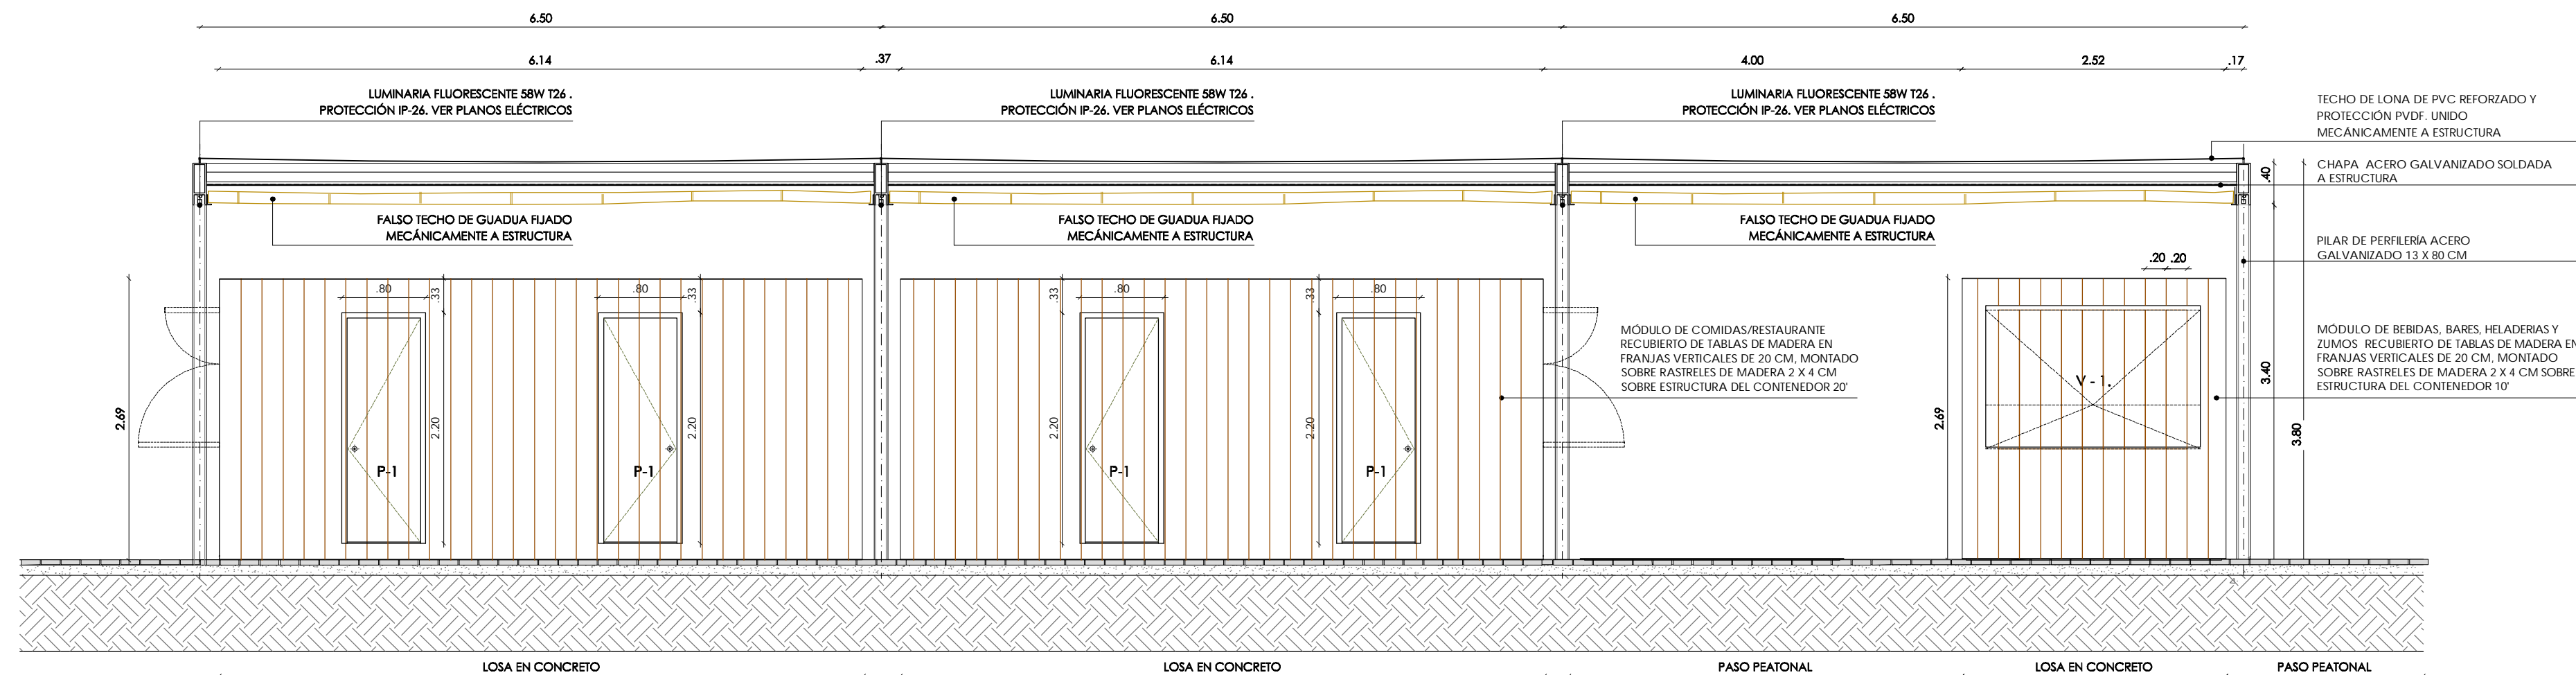 6.50
6.50
6.50
6.14
.37
6.14
4.00
2.52
.17
LUMINARIA FLUORESCENTE 58W T26 .
PROTECCIÓN IP-26. VER PLANOS ELÉCTRICOS
LUMINARIA FLUORESCENTE 58W T26 .
PROTECCIÓN IP-26. VER PLANOS ELÉCTRICOS
LUMINARIA FLUORESCENTE 58W T26 .
PROTECCIÓN IP-26. VER PLANOS ELÉCTRICOS
TECHO DE LONA DE PVC REFORZADO Y
PROTECCIÓN PVDF. UNIDO
MECÁNICAMENTE A ESTRUCTURA
CHAPA ACERO GALVANIZADO SOLDADA
A ESTRUCTURA
.40
FALSO TECHO DE GUADUA FIJADO
MECÁNICAMENTE A ESTRUCTURA
FALSO TECHO DE GUADUA FIJADO
MECÁNICAMENTE A ESTRUCTURA
FALSO TECHO DE GUADUA FIJADO
MECÁNICAMENTE A ESTRUCTURA
PILAR DE PERFILERÍA ACERO
GALVANIZADO 13 X 80 CM
.20 .20
.80
.33
.80
.33
.33
.80
.33
.80
MÓDULO DE COMIDAS/RESTAURANTE
RECUBIERTO DE TABLAS DE MADERA EN
FRANJAS VERTICALES DE 20 CM, MONTADO
SOBRE RASTRELES DE MADERA 2 X 4 CM
SOBRE ESTRUCTURA DEL CONTENEDOR 20'
MÓDULO DE BEBIDAS, BARES, HELADERIAS Y
ZUMOS RECUBIERTO DE TABLAS DE MADERA EN
FRANJAS VERTICALES DE 20 CM, MONTADO
SOBRE RASTRELES DE MADERA 2 X 4 CM SOBRE
ESTRUCTURA DEL CONTENEDOR 10'
V - 1.
3.40
2.69
2.20
2.20
2.20
2.20
2.69
3.80
P-1
P-1
P-1
P-1
LOSA EN CONCRETO
LOSA EN CONCRETO
PASO PEATONAL
LOSA EN CONCRETO
PASO PEATONAL